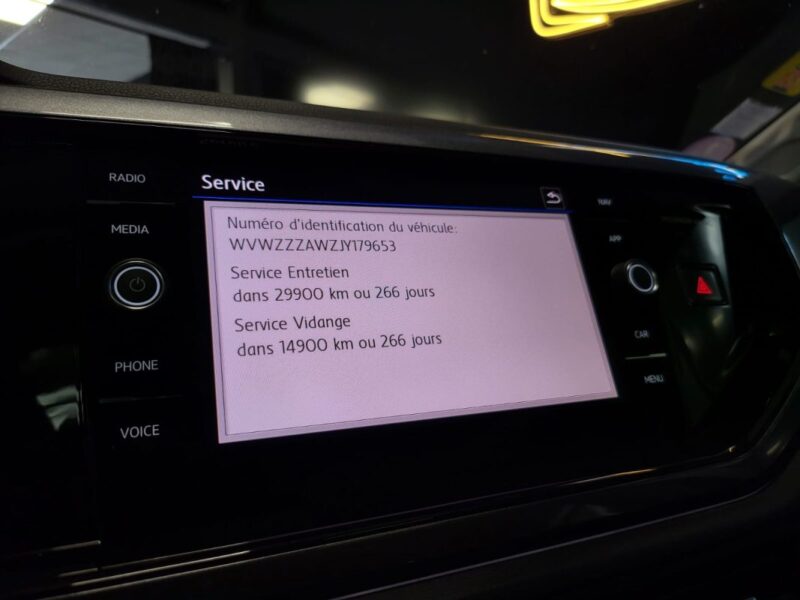 RADIO
MEDIA
PHONE
VOICE
Service
Numéro d'identification du véhicule:
WVWZZZAWZJY179653
Service Entretien
dans 29900 km ou 266 jours
Service Vidange
dans 14900 km ou 266 jours
NAV
APP
CAR
MENU